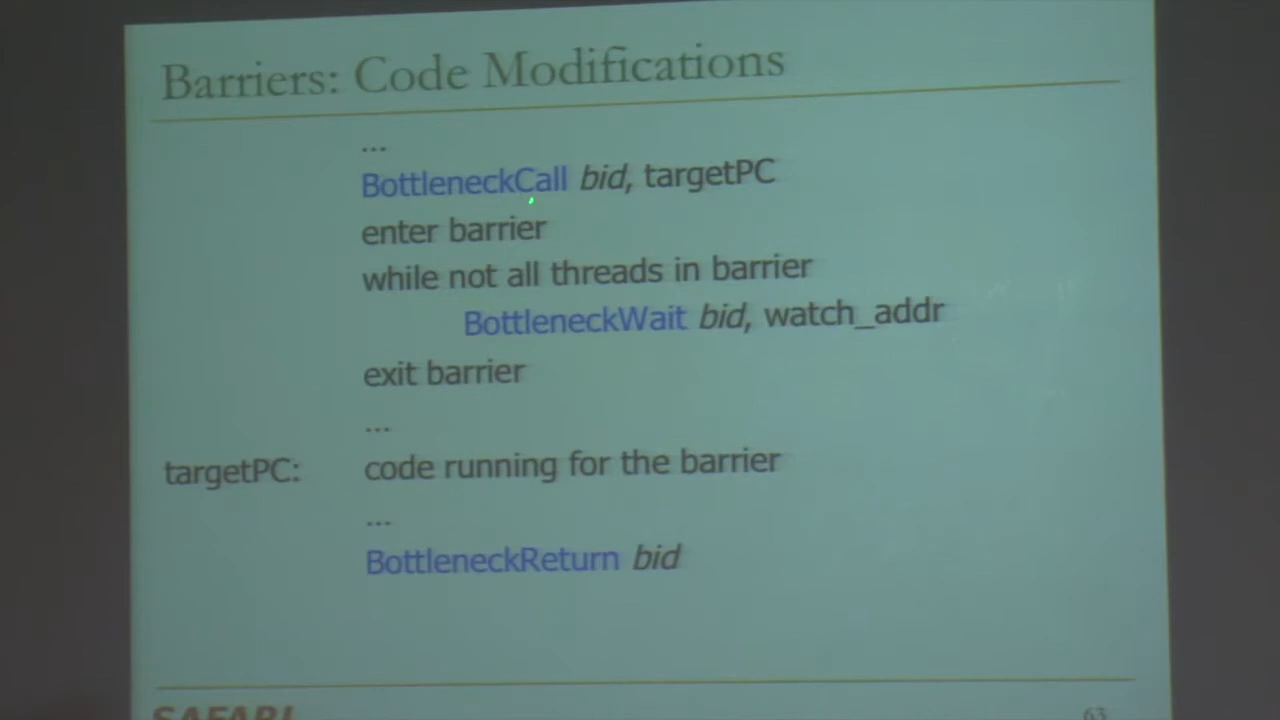 Barriers: Code Modifications
...
BottleneckCall bid, targetPC
enter barrier
while not all threads in barrier
BottleneckWait bid, watch_addr
exit barrier
...
targetPC: code running for the barrier
...
BottleneckReturn bid
SAFARI 63